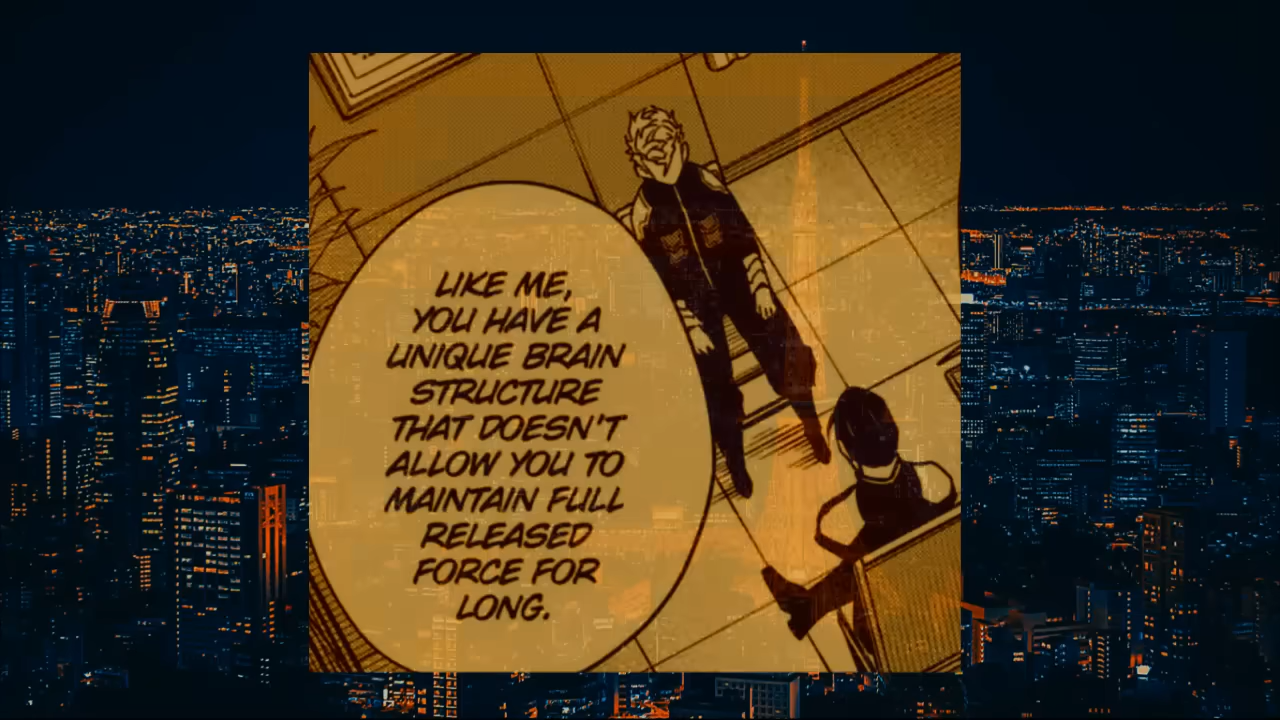 LIKE ME,
YOU HAVE A
UNIQUE BRAIN
STRUCTURE
THAT DOESN'T
ALLOW YOU TO
MAINTAIN FULL
RELEASED
FORCE FOR
LONG.